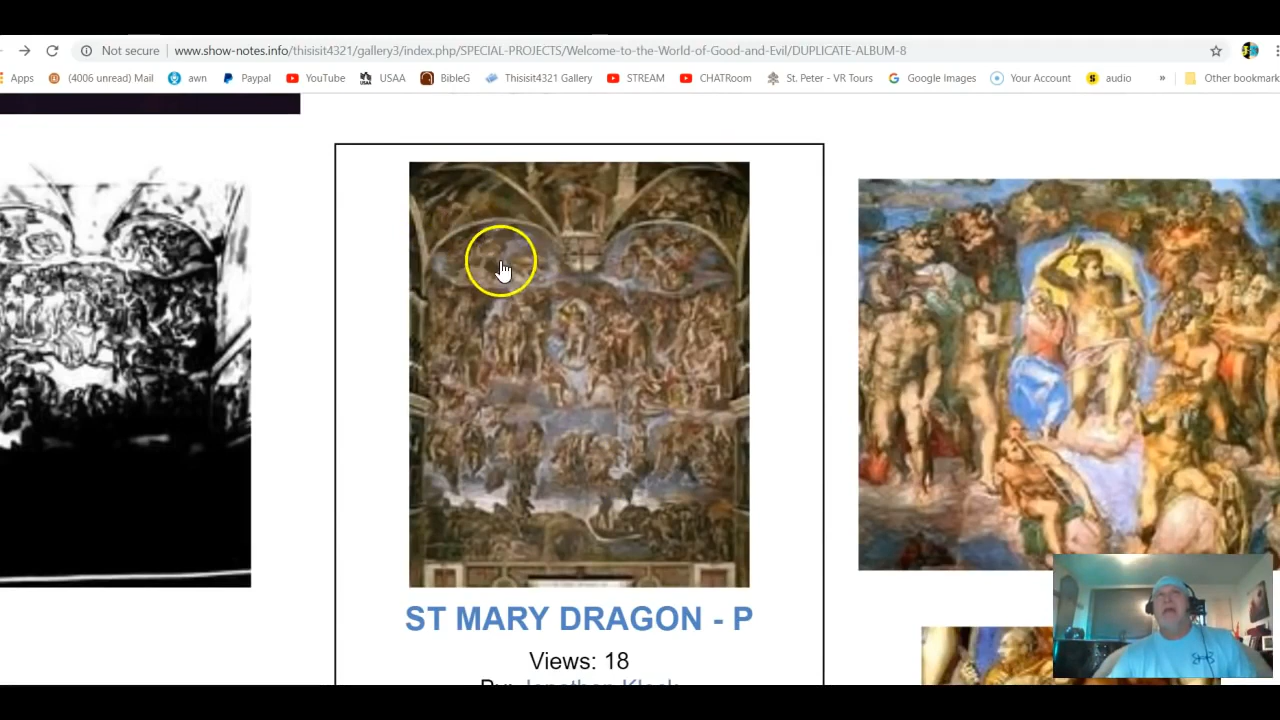 Not secure www.show-notes.info/thisisit4321/gallery3/index.php/SPECIAL-PROJECTS/Welcome-to-the-World-of-Good-and-Evil/DUPLICATE-ALBUM-8
Apps (4006 unread) Mail awn Paypal YouTube USAA BibleG Thisisit4321 Gallery STREAM CHATRoom St. Peter - VR Tours Google Images Your Account audio » Other bookmark
ST MARY DRAGON - P
Views: 18